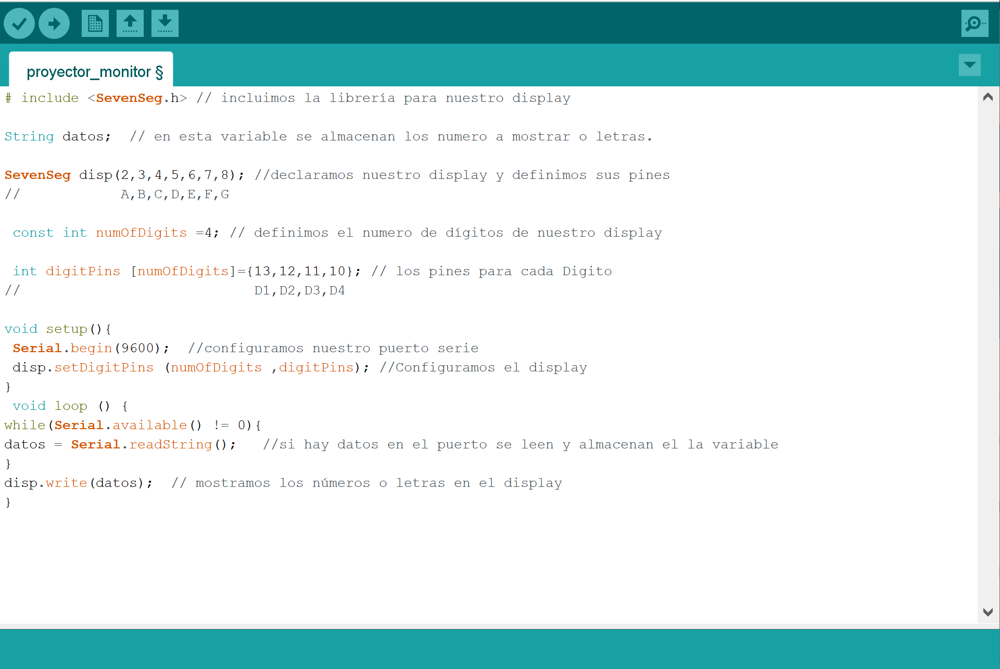 proyector_monitor §
# include <SevenSeg.h> // incluimos la librería para nuestro display
String datos;  // en esta variable se almacenan los numero a mostrar o letras.
SevenSeg disp(2,3,4,5,6,7,8); //declaramos nuestro display y definimos sus pines
//            A,B,C,D,E,F,G
 const int numOfDigits =4; // definimos el numero de dígitos de nuestro display
 int digitPins [numOfDigits]={13,12,11,10}; // los pines para cada Digito
//                            D1,D2,D3,D4
void setup(){
 Serial.begin(9600);  //configuramos nuestro puerto serie
 disp.setDigitPins (numOfDigits ,digitPins); //Configuramos el display
}
 void loop () {
while(Serial.available() != 0){
datos = Serial.readString();   //si hay datos en el puerto se leen y almacenan el la variable
}
disp.write(datos);  // mostramos los números o letras en el display
}